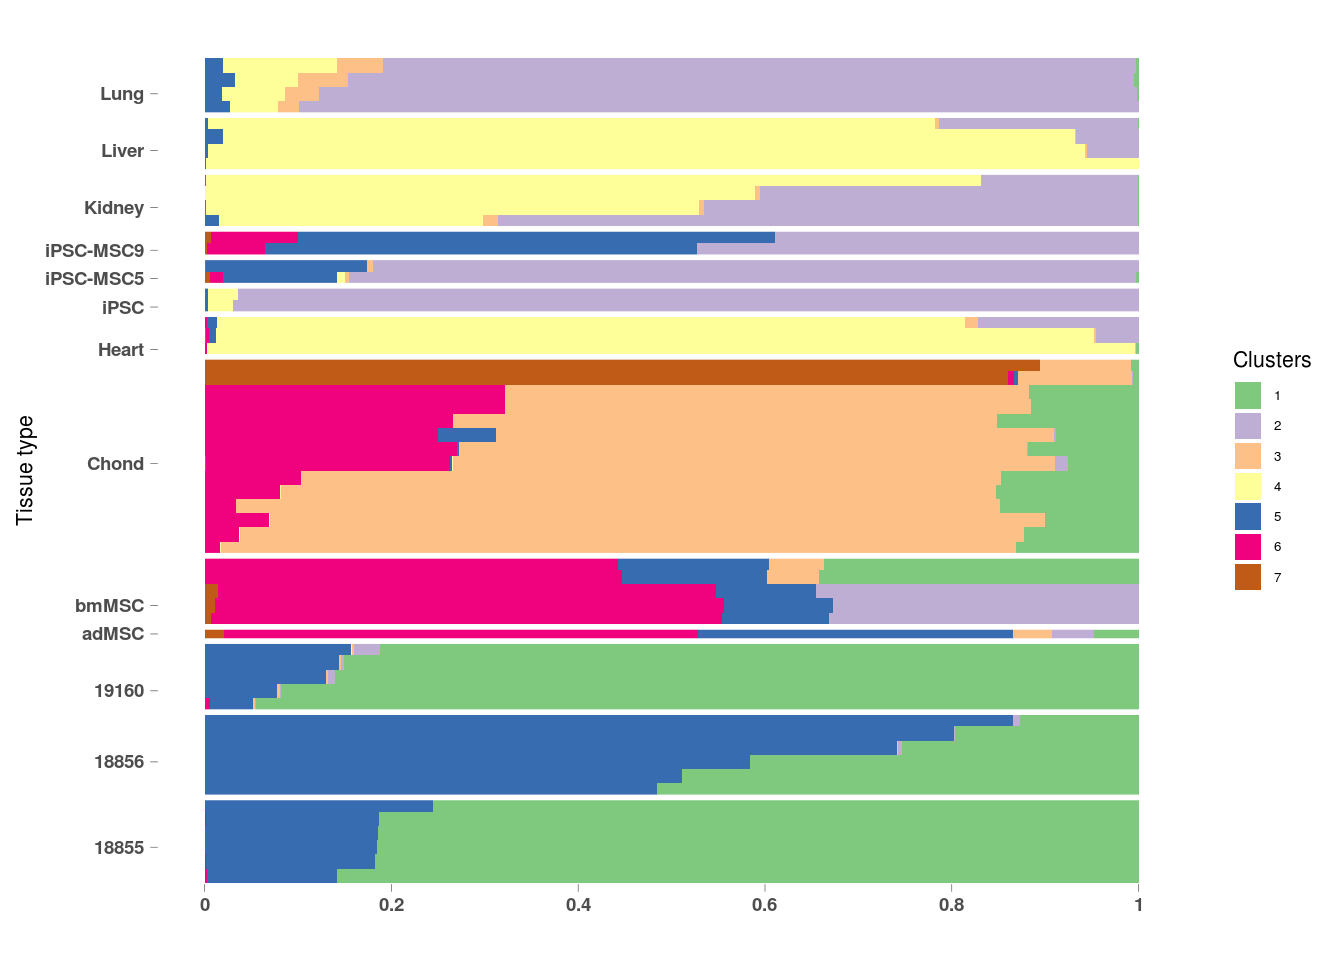 Lung
Liver
Kidney
iPSC-MSC9
iPSC-MSC5
iPSC
Heart
Chond
bmMSC
adMSC
19160
18856
18855
Tissue type
0 0.2 0.4 0.6 0.8 1
Clusters
1
2
3
4
5
6
7